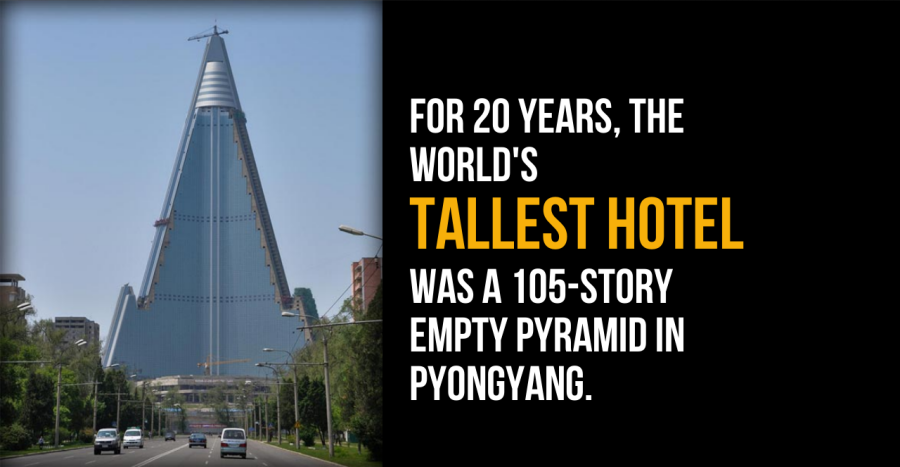 FOR 20 YEARS, THE
WORLD'S
TALLEST HOTEL
WAS A 105-STORY
EMPTY PYRAMID IN
PYONGYANG.